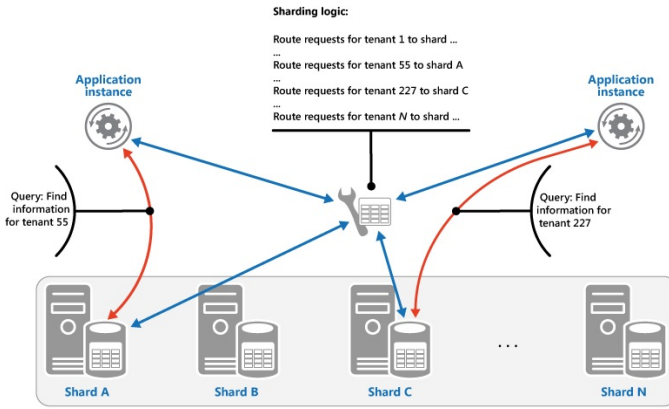 Sharding logic:
Route requests for tenant 1 to shard ...
...
Route requests for tenant 55 to shard A
...
Route requests for tenant 227 to shard C
...
Route requests for tenant N to shard ...
Application
instance
Application
instance
Query: Find
information
for tenant 55
Query: Find
information for
tenant 227
...
Shard A
Shard B
Shard C
Shard N